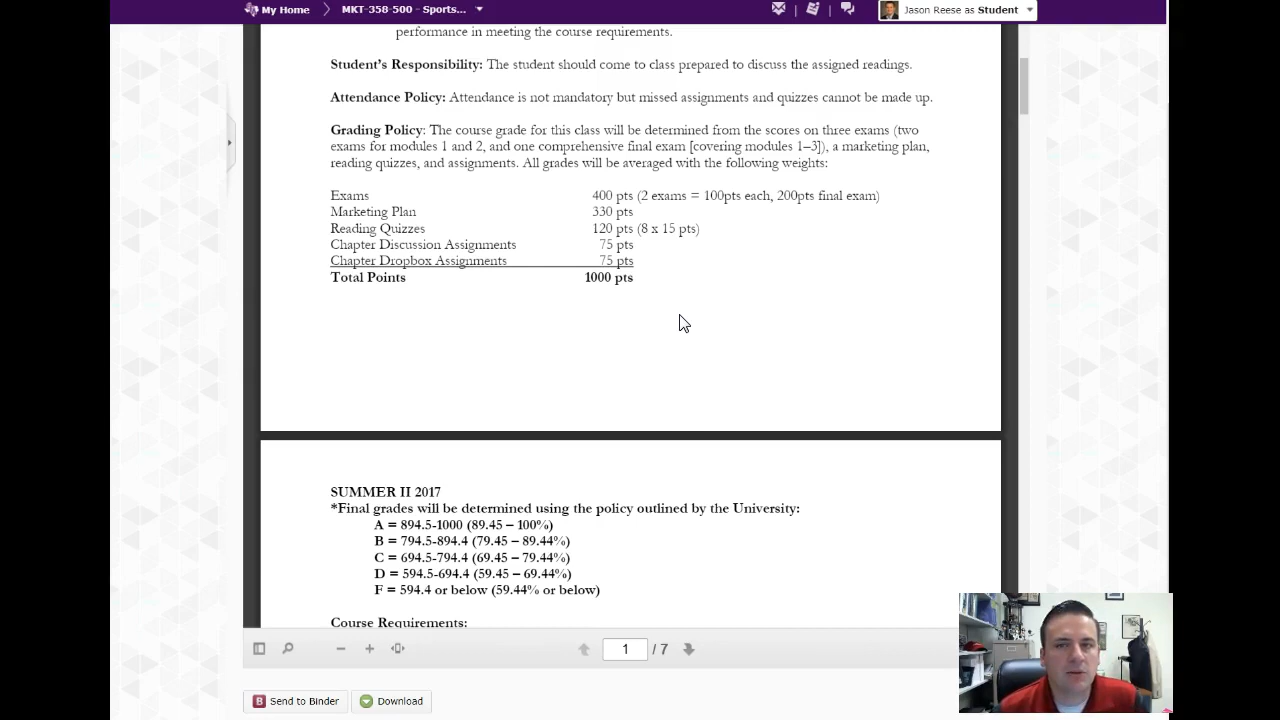 My Home
MKT-358-500 - Sports...
Jason Reese as Student
performance in meeting the course requirements.
Student's Responsibility: The student should come to class prepared to discuss the assigned readings.
Attendance Policy: Attendance is not mandatory but missed assignments and quizzes cannot be made up.
Grading Policy: The course grade for this class will be determined from the scores on three exams (two
exams for modules 1 and 2, and one comprehensive final exam [covering modules 1–3]), a marketing plan,
reading quizzes, and assignments. All grades will be averaged with the following weights:
Exams 400 pts (2 exams = 100pts each, 200pts final exam)
Marketing Plan 330 pts
Reading Quizzes 120 pts (8 x 15 pts)
Chapter Discussion Assignments 75 pts
Chapter Dropbox Assignments 75 pts
Total Points 1000 pts
SUMMER II 2017
*Final grades will be determined using the policy outlined by the University:
A = 894.5-1000 (89.45 – 100%)
B = 794.5-894.4 (79.45 – 89.44%)
C = 694.5-794.4 (69.45 – 79.44%)
D = 594.5-694.4 (59.45 – 69.44%)
F = 594.4 or below (59.44% or below)
Course Requirements:
1 / 7
B Send to Binder
Download